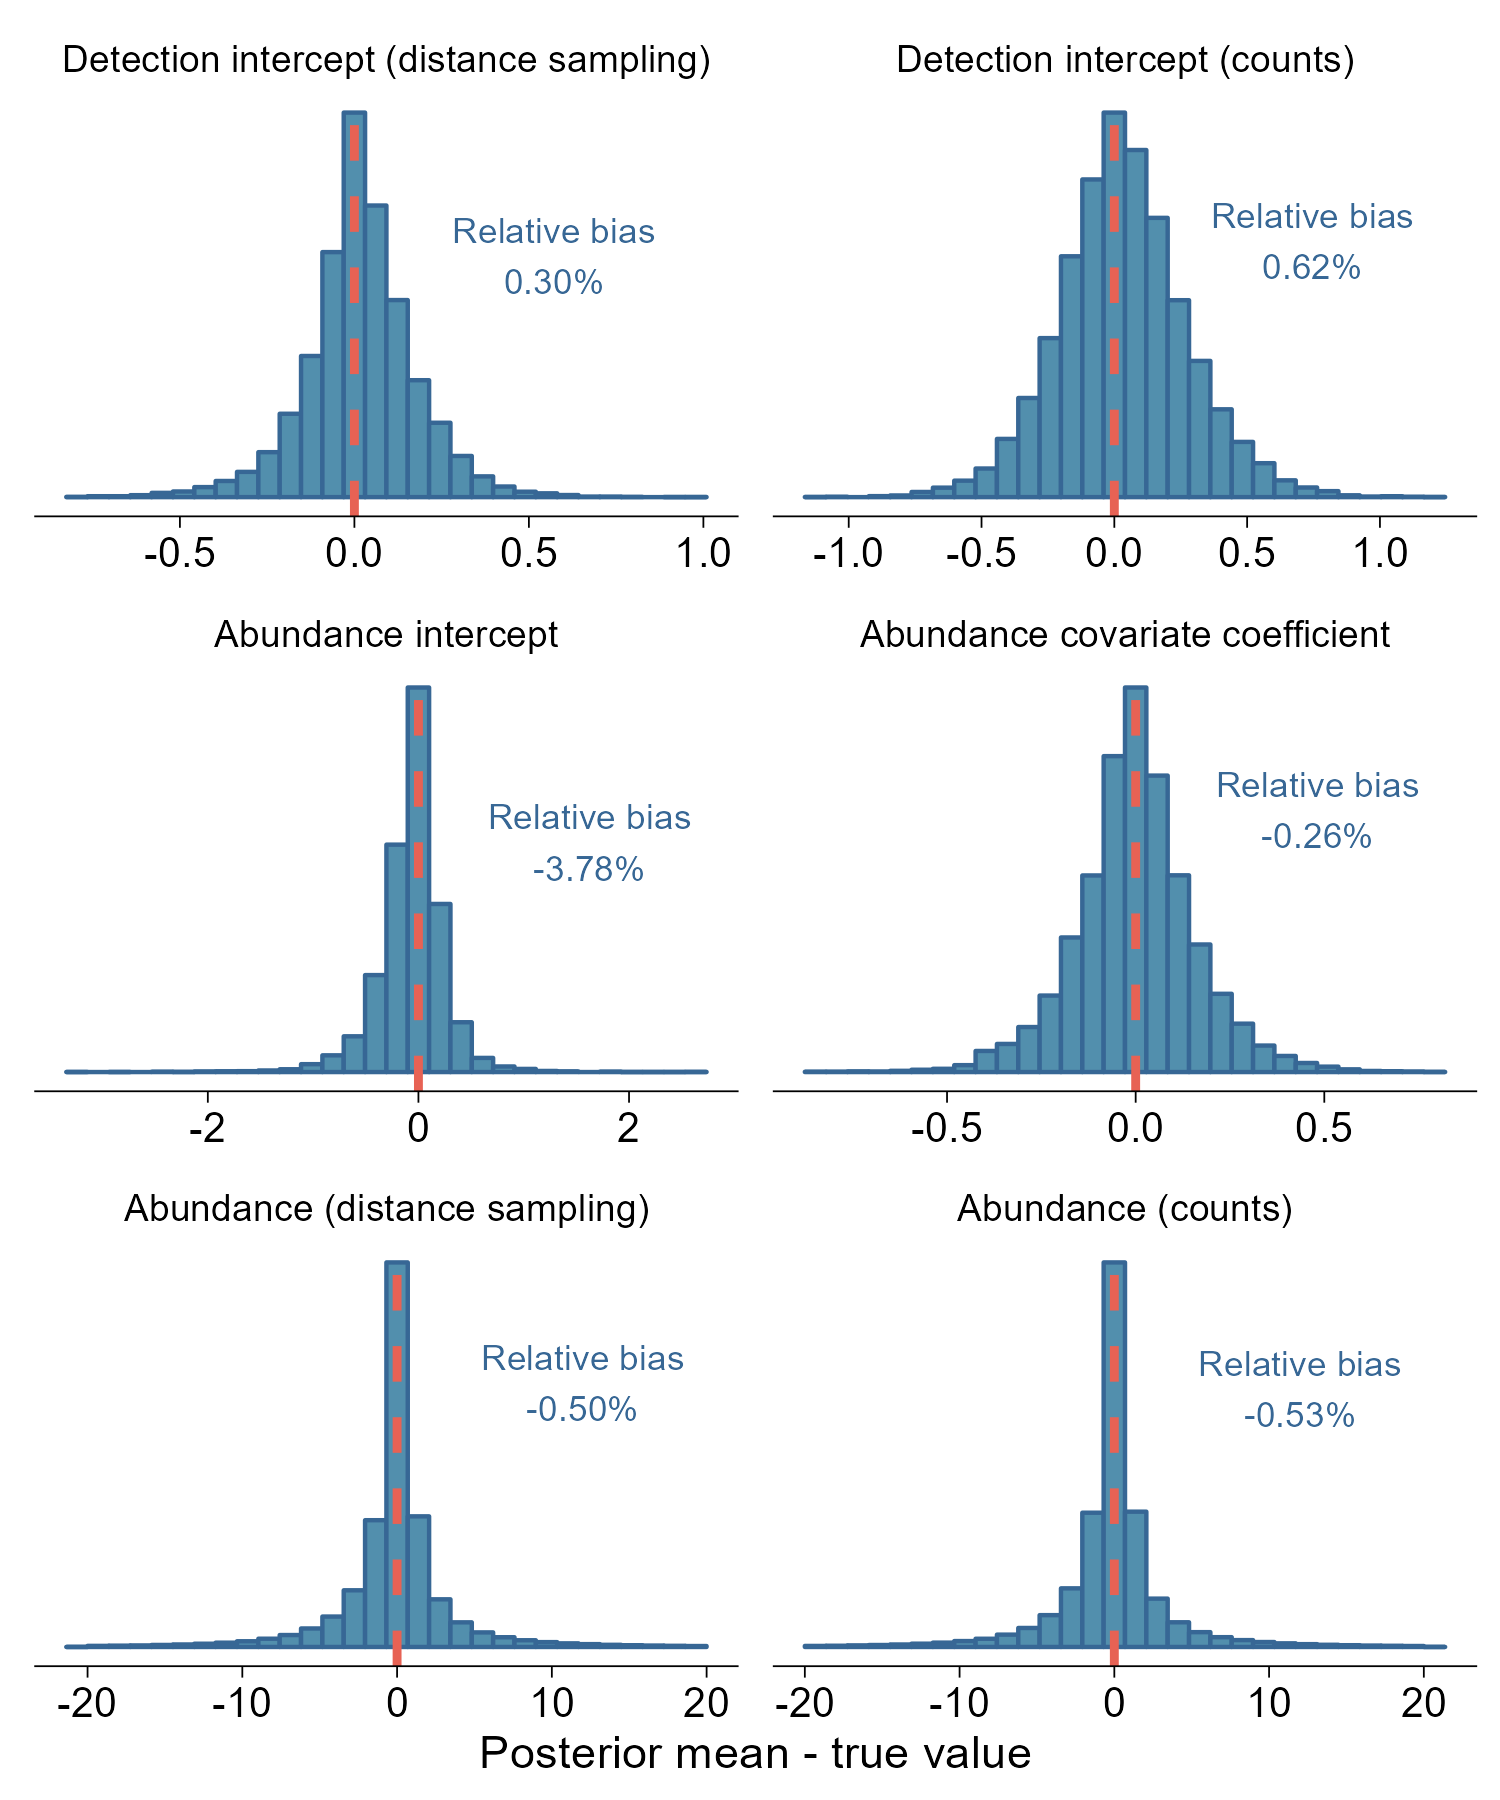 Detection intercept (distance sampling)
Relative bias
0.30%
-0.5 0.0 0.5 1.0
Detection intercept (counts)
Relative bias
0.62%
-1.0 -0.5 0.0 0.5 1.0
Abundance intercept
Relative bias
-3.78%
-2 0 2
Abundance covariate coefficient
Relative bias
-0.26%
-0.5 0.0 0.5
Abundance (distance sampling)
Relative bias
-0.50%
-20 -10 0 10 20
Abundance (counts)
Relative bias
-0.53%
-20 -10 0 10 20
Posterior mean - true value